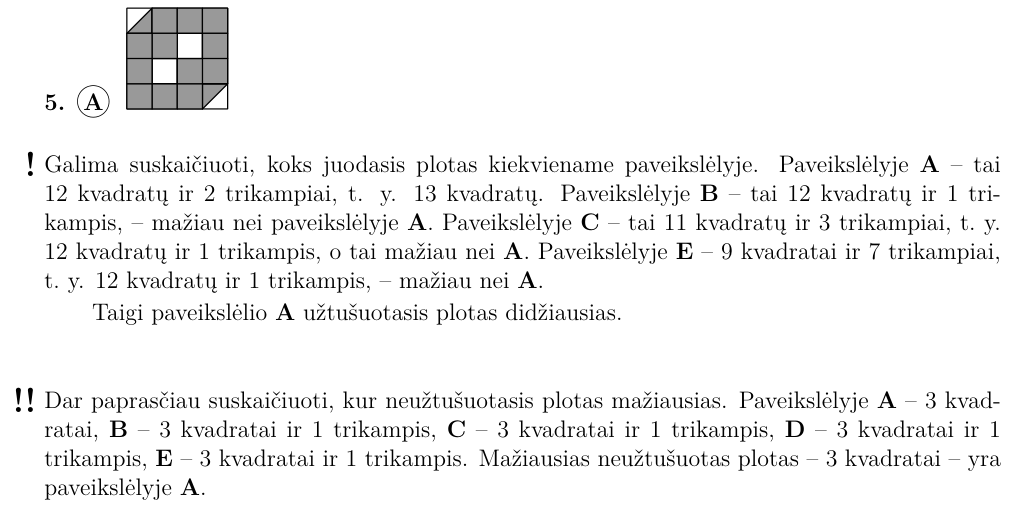 5. A
! Galima suskaičiuoti, koks juodasis plotas kiekviename paveikslėlyje. Paveikslėlyje A – tai
12 kvadratų ir 2 trikampiai, t. y. 13 kvadratų. Paveikslėlyje B – tai 12 kvadratų ir 1 tri-
kampis, – mažiau nei paveikslėlyje A. Paveikslėlyje C – tai 11 kvadratų ir 3 trikampiai, t. y.
12 kvadratų ir 1 trikampis, o tai mažiau nei A. Paveikslėlyje E – 9 kvadratai ir 7 trikampiai,
t. y. 12 kvadratų ir 1 trikampis, – mažiau nei A.
Taigi paveikslėlio A užtušuotasis plotas didžiausias.
!! Dar paprasčiau suskaičiuoti, kur neužtušuotasis plotas mažiausias. Paveikslėlyje A – 3 kvad-
ratai, B – 3 kvadratai ir 1 trikampis, C – 3 kvadratai ir 1 trikampis, D – 3 kvadratai ir 1
trikampis, E – 3 kvadratai ir 1 trikampis. Mažiausias neužtušuotas plotas – 3 kvadratai – yra
paveikslėlyje A.